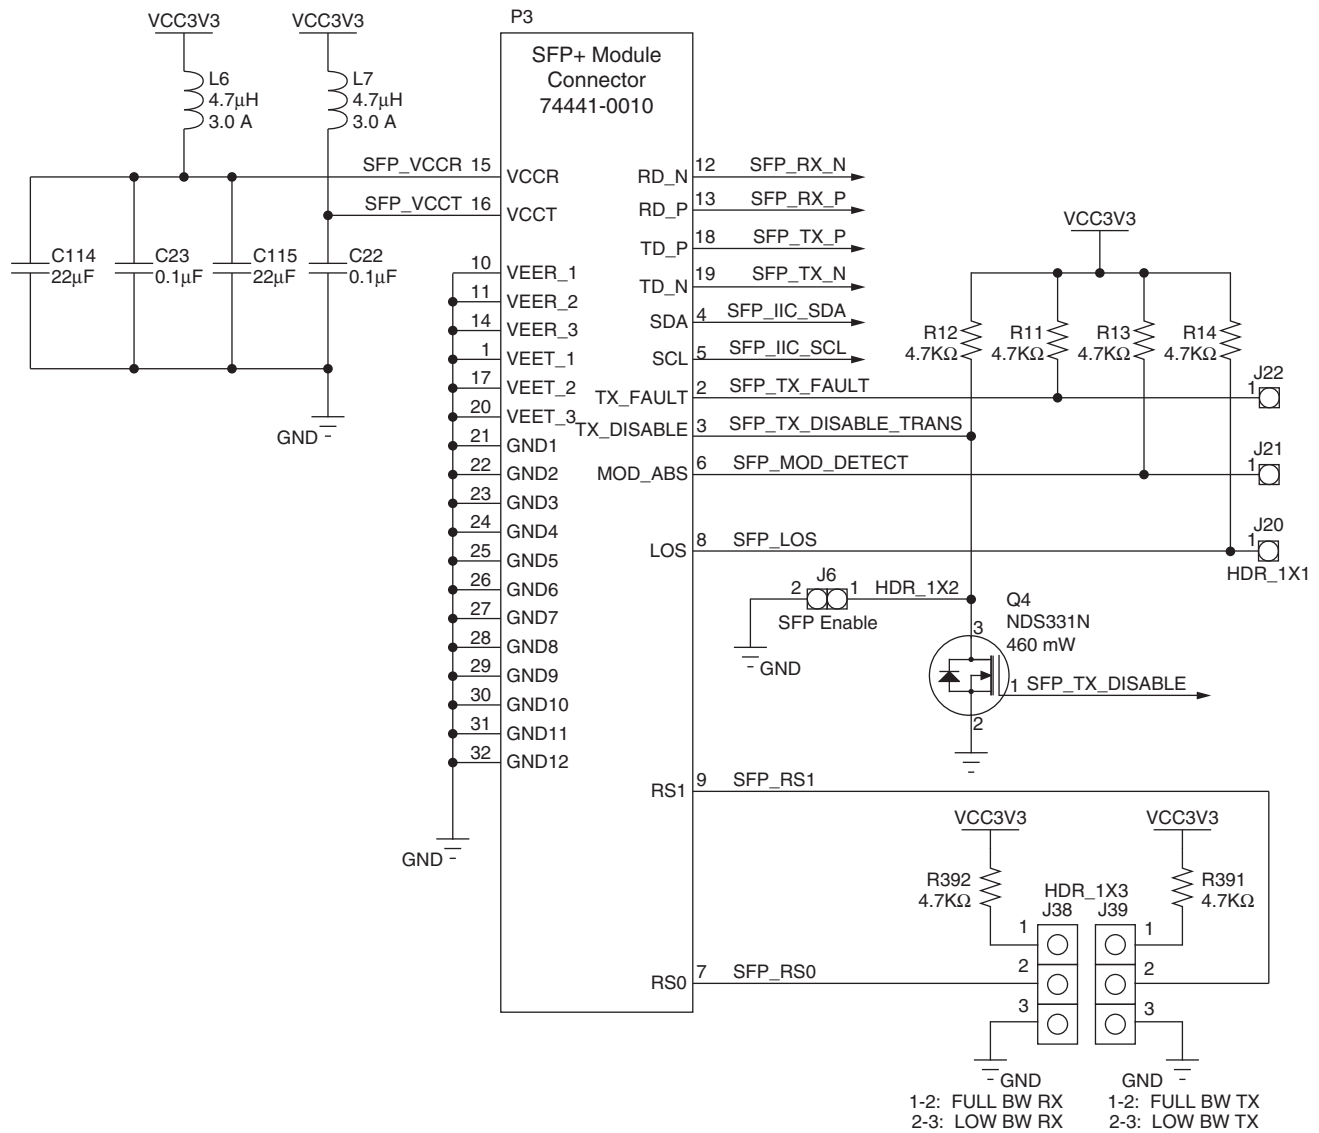 VCC3V3
VCC3V3
P3
L6
4.7µH
3.0 A
L7
4.7µH
3.0 A
SFP+ Module
Connector
74441-0010
SFP_VCCR 15 VCCR
SFP_VCCT 16 VCCT
C114
22µF
C23
0.1µF
C115
22µF
C22
0.1µF
GND
10 VEER_1
11 VEER_2
14 VEER_3
1 VEET_1
17 VEET_2
20 VEET_3
21 GND1
22 GND2
23 GND3
24 GND4
25 GND5
26 GND6
27 GND7
28 GND8
29 GND9
30 GND10
31 GND11
32 GND12
GND
RD_N 12 SFP_RX_N
RD_P 13 SFP_RX_P
TD_P 18 SFP_TX_P
TD_N 19 SFP_TX_N
SDA 4 SFP_IIC_SDA
SCL 5 SFP_IIC_SCL
TX_FAULT 2 SFP_TX_FAULT
TX_DISABLE 3 SFP_TX_DISABLE_TRANS
MOD_ABS 6 SFP_MOD_DETECT
LOS 8 SFP_LOS
VCC3V3
R12
4.7KΩ
R11
4.7KΩ
R13
4.7KΩ
R14
4.7KΩ
J22
1
J21
1
J20
1
HDR_1X1
J6
2 1 HDR_1X2
SFP Enable
GND
Q4
NDS331N
460 mW
3
1 SFP_TX_DISABLE
2
RS1 9 SFP_RS1
VCC3V3
VCC3V3
R392
4.7KΩ
R391
4.7KΩ
HDR_1X3
J38 J39
1 1
2 2
3 3
RS0 7 SFP_RS0
GND
GND
1-2: FULL BW RX
2-3: LOW BW RX
1-2: FULL BW TX
2-3: LOW BW TX